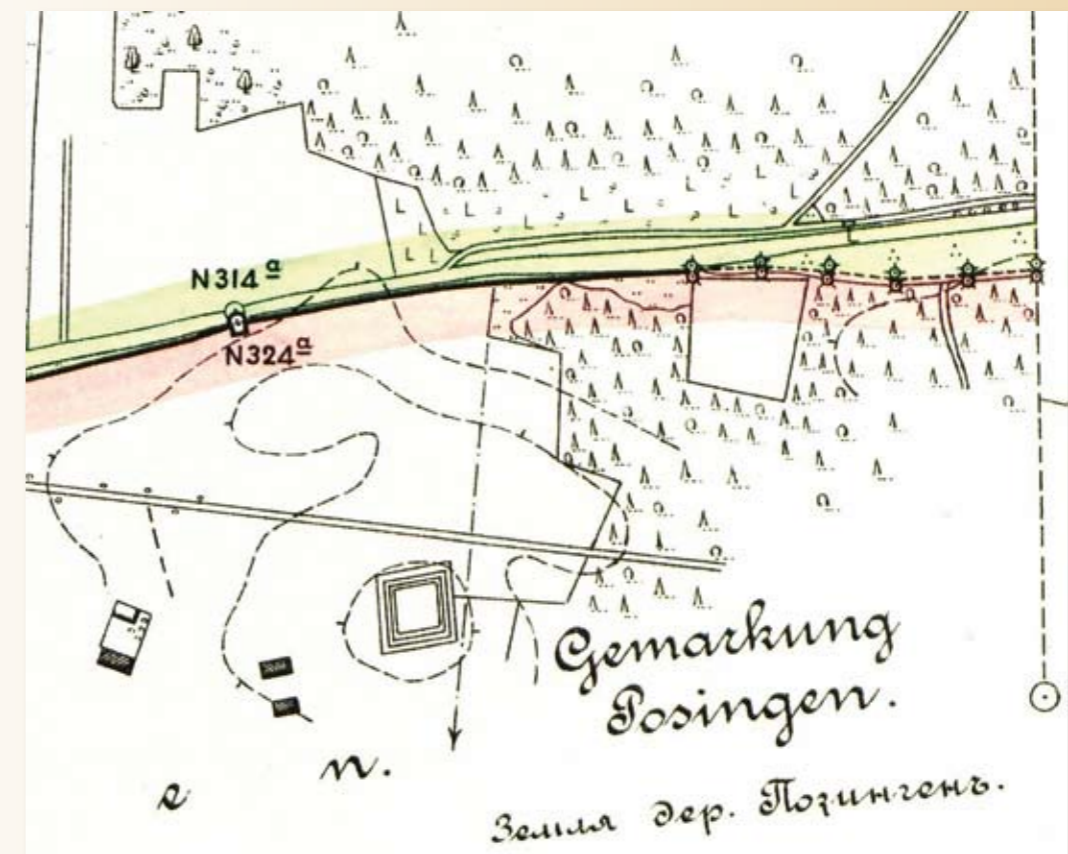 N314a
N324a
Gemarkung
Posingen.
e n.
Земля дер. Позингенъ.